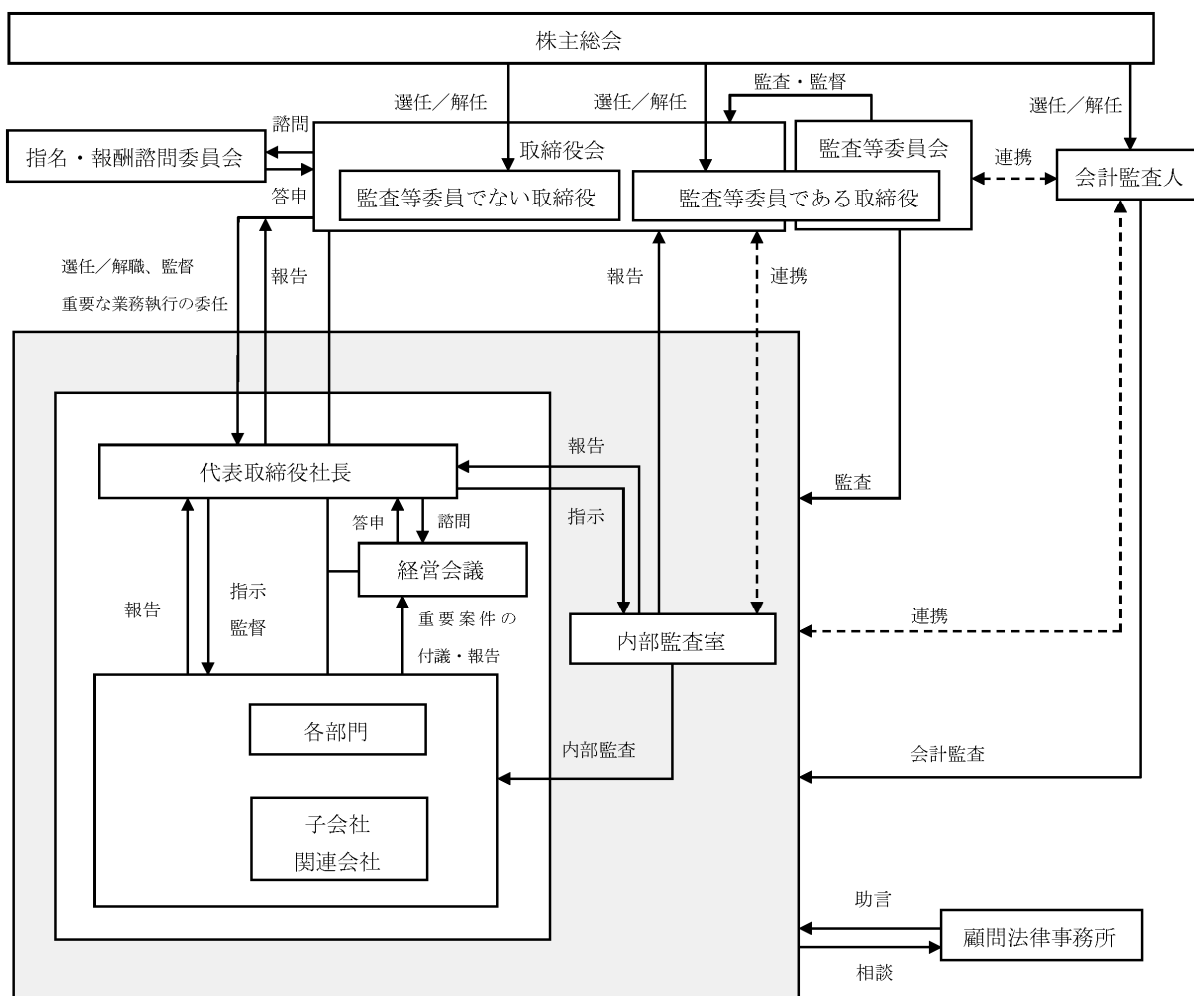 株主総会
選任／解任
選任／解任
監査・監督
選任／解任
諮問
指名・報酬諮問委員会
答申
取締役会
監査等委員会
連携
会計監査人
監査等委員でない取締役
監査等委員である取締役
選任／解職、監督
重要な業務執行の委任
報告
報告
連携
代表取締役社長
報告
指示
監査
答申
諮問
経営会議
報告
指示
監督
重要案件の
付議・報告
内部監査室
連携
各部門
内部監査
会計監査
子会社
関連会社
助言
顧問法律事務所
相談